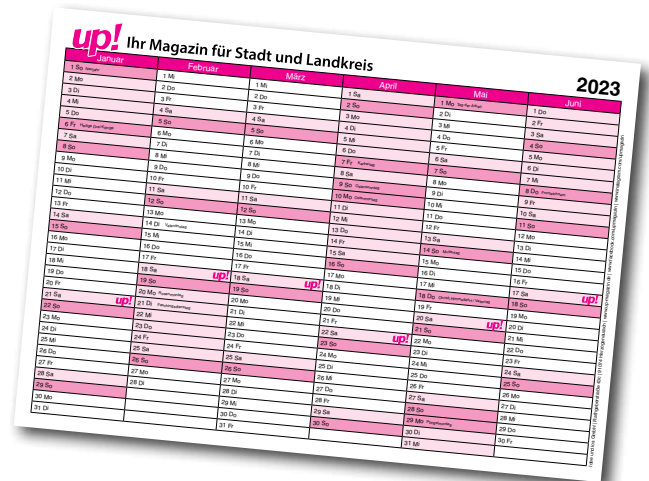 up! Ihr Magazin für Stadt und Landkreis
2023
Januar
1 So Neujahr
2 Mo
3 Di
4 Mi
5 Do
6 Fr Heilige Drei Könige
7 Sa
8 So
9 Mo
10 Di
11 Mi
12 Do
13 Fr
14 Sa
15 So
16 Mo
17 Di
18 Mi
19 Do
20 Fr
21 Sa up!
22 So
23 Mo
24 Di
25 Mi
26 Do
27 Fr
28 Sa
29 So
30 Mo
31 Di
Februar
1 Mi
2 Do
3 Fr
4 Sa
5 So
6 Mo
7 Di
8 Mi
9 Do
10 Fr
11 Sa
12 So
13 Mo
14 Di Valentinstag
15 Mi
16 Do
17 Fr
18 Sa up!
19 So
20 Mo Rosenmontag
21 Di
22 Mi
23 Do
24 Fr
25 Sa
26 So
27 Mo
28 Di
März
1 Mi
2 Do
3 Fr
4 Sa
5 So
6 Mo
7 Di
8 Mi
9 Do
10 Fr
11 Sa
12 So
13 Mo
14 Di
15 Mi
16 Do
17 Fr
18 Sa up!
19 So
20 Mo
21 Di
22 Mi
23 Do
24 Fr
25 Sa
26 So
27 Mo
28 Di
29 Mi
30 Do
31 Fr
April
1 Sa
2 So
3 Mo
4 Di
5 Mi
6 Do
7 Fr Karfreitag
8 Sa
9 So Ostersonntag
10 Mo Ostermontag
11 Di
12 Mi
13 Do
14 Fr
15 Sa
16 So
17 Mo
18 Di
19 Mi
20 Do
21 Fr
22 Sa up!
23 So
24 Mo
25 Di
26 Mi
27 Do
28 Fr
29 Sa
30 So
Mai
1 Mo Tag der Arbeit
2 Di
3 Mi
4 Do
5 Fr
6 Sa
7 So
8 Mo
9 Di
10 Mi
11 Do
12 Fr
13 Sa
14 So Muttertag
15 Mo
16 Di
17 Mi
18 Do Christi Himmelfahrt / Vatertag
19 Fr
20 Sa up!
21 So
22 Mo
23 Di
24 Mi
25 Do
26 Fr
27 Sa
28 So
29 Mo Pfingstmontag
30 Di
31 Mi
Juni
1 Do
2 Fr
3 Sa
4 So
5 Mo
6 Di
7 Mi
8 Do Fronleichnam
9 Fr
10 Sa
11 So
12 Mo
13 Di
14 Mi
15 Do
16 Fr
17 Sa up!
18 So
19 Mo
20 Di
21 Mi
22 Do
23 Fr
24 Sa
25 So
26 Mo
27 Di
28 Mi
29 Do
30 Fr